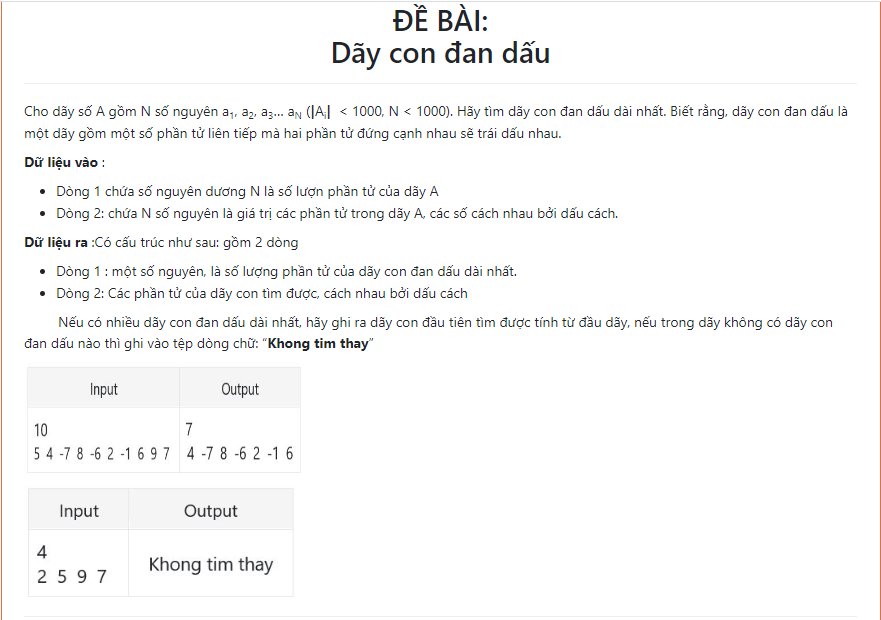 ĐỀ BÀI:
Dãy con đan dấu
Cho dãy số A gồm N số nguyên a1, a2, a3... aN (|Ai| < 1000, N < 1000). Hãy tìm dãy con đan dấu dài nhất. Biết rằng, dãy con đan dấu là
một dãy gồm một số phần tử liên tiếp mà hai phần tử đứng cạnh nhau sẽ trái dấu nhau.
Dữ liệu vào :
• Dòng 1 chứa số nguyên dương N là số lượn phần tử của dãy A
• Dòng 2: chứa N số nguyên là giá trị các phần tử trong dãy A, các số cách nhau bởi dấu cách.
Dữ liệu ra :Có cấu trúc như sau: gồm 2 dòng
• Dòng 1 : một số nguyên, là số lượng phần tử của dãy con đan dấu dài nhất.
• Dòng 2: Các phần tử của dãy con tìm được, cách nhau bởi dấu cách
Nếu có nhiều dãy con đan dấu dài nhất, hãy ghi ra dãy con đầu tiên tìm được tính từ đầu dãy, nếu trong dãy không có dãy con
đan dấu nào thì ghi vào tệp dòng chữ: “Khong tim thay”
Input Output
10 7
5 4 -7 8 -6 2 -1 6 9 7 4 -7 8 -6 2 -1 6
Input Output
4
2 5 9 7 Khong tim thay